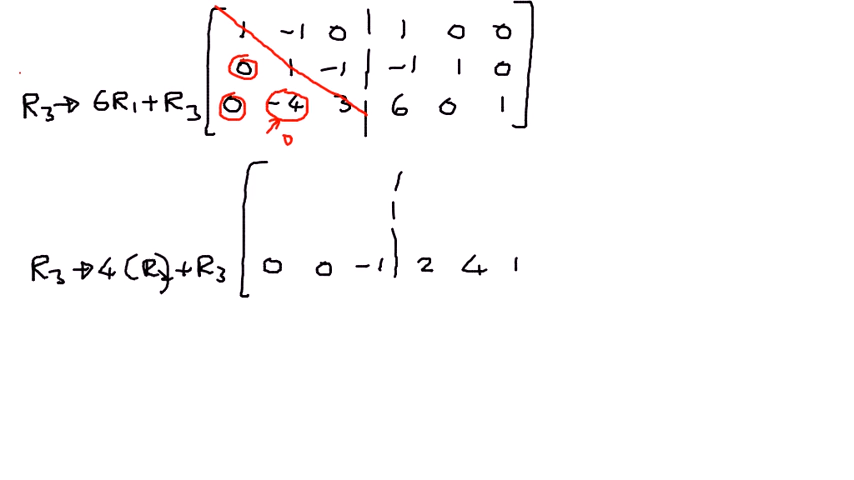 1 -1 0 | 1 0 0
0 1 -1 | -1 1 0
R3→ 6R1+R3 0 -4 3 | 6 0 1
0
R3→4(R2)+R3 0 0 -1 | 2 4 1